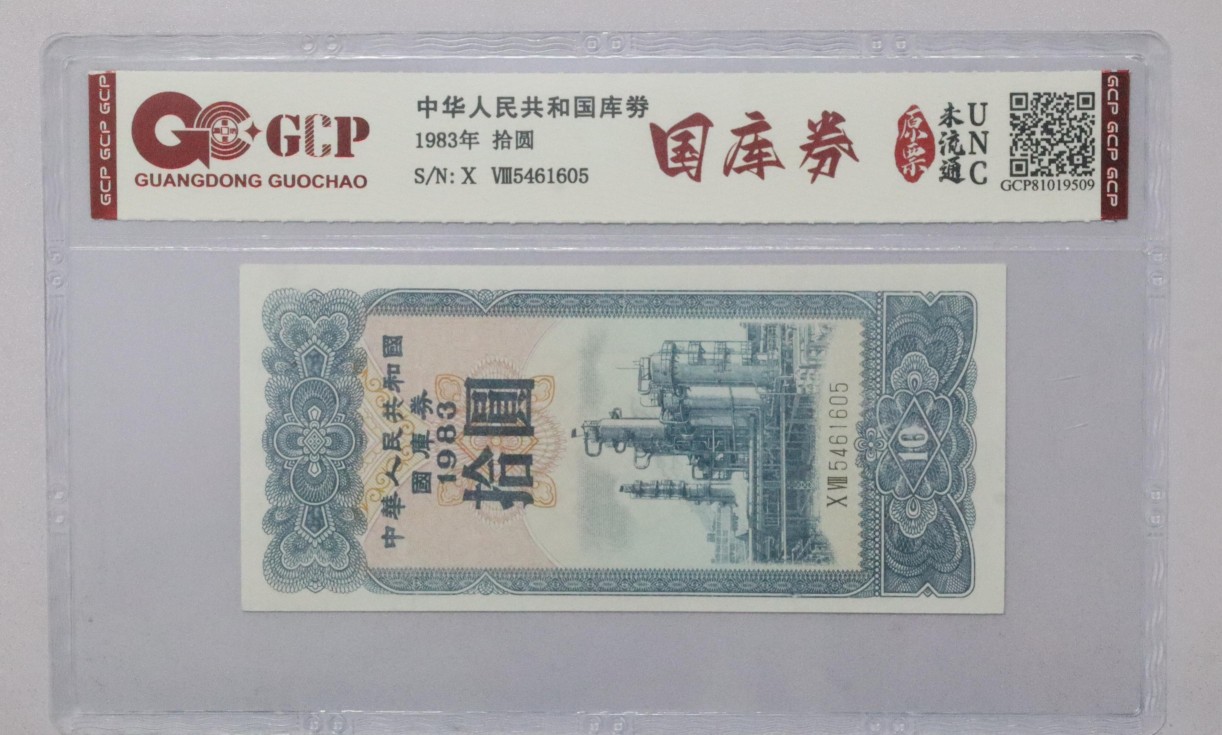 GCP GCP GCP
GCP
GUANGDONG GUOCHAO
中华人民共和国库券
1983年 拾圆
S/N: X Ⅷ5461605
国库券
原票
未流通
UNC
GCP81019509
GCP GCP GCP
中華人民共和國
國庫券
1983
拾圓
X Ⅷ 5461605
10